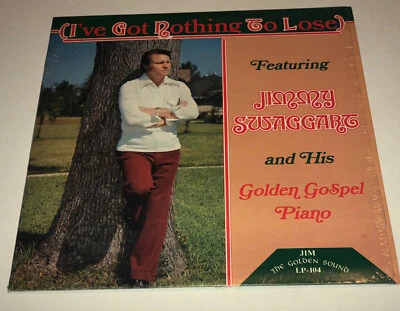 (I've Got Nothing To Lose)
Featuring
JIMMY
SWAGGART
and His
Golden Gospel
Piano
JIM
THE GOLDEN SOUND
LP-104